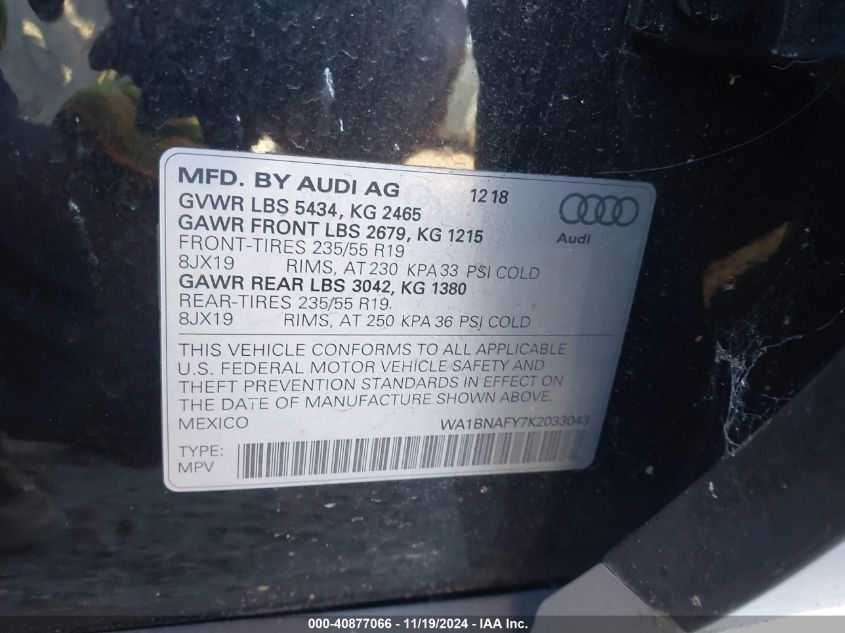 MFD. BY AUDI AG 12 18
GVWR LBS 5434, KG 2465
GAWR FRONT LBS 2679, KG 1215
FRONT-TIRES 235/55 R19
8JX19 RIMS, AT 230 KPA 33 PSI COLD
GAWR REAR LBS 3042, KG 1380
REAR-TIRES 235/55 R19
8JX19 RIMS, AT 250 KPA 36 PSI COLD
Audi
THIS VEHICLE CONFORMS TO ALL APPLICABLE
U.S. FEDERAL MOTOR VEHICLE SAFETY AND
THEFT PREVENTION STANDARDS IN EFFECT ON
THE DATE OF MANUFACTURE SHOWN ABOVE.
MEXICO WA1BNAFY7K2033043
TYPE:
MPV
000-40877066 - 11/19/2024 - IAAI.COM